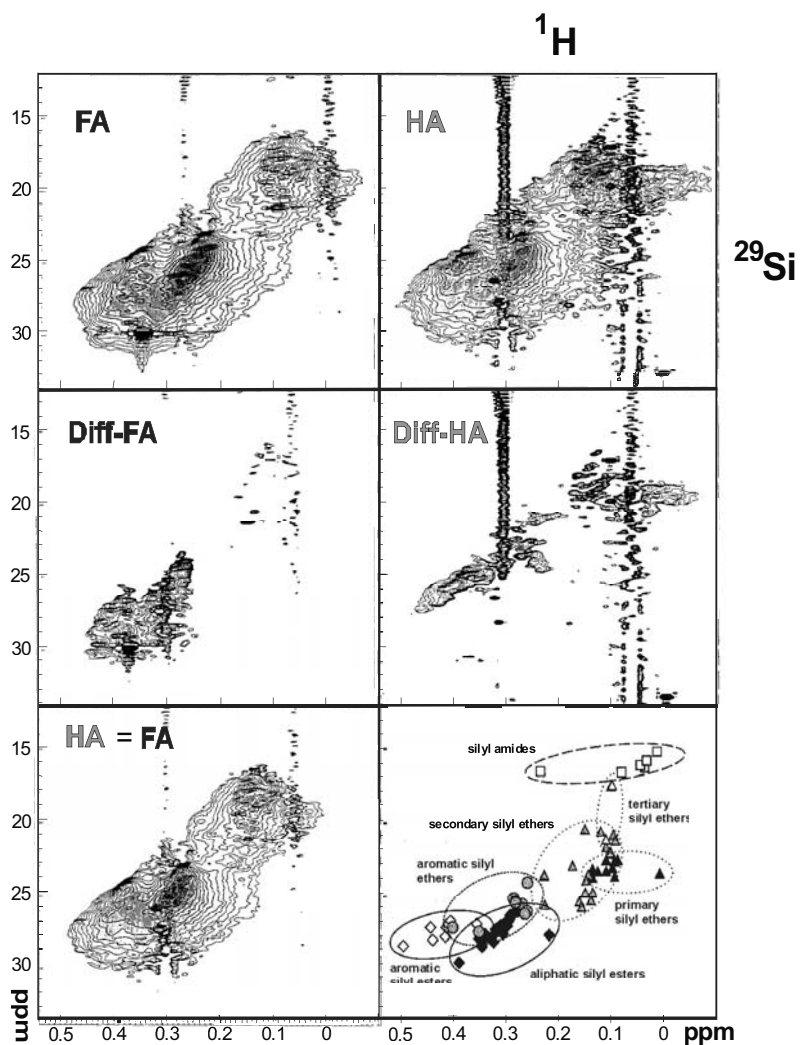 1H
29Si
FA
HA
15
20
25
30
Diff-FA
Diff-HA
15
20
25
30
HA = FA
15
20
25
30
silyl amides
tertiary
silyl ethers
secondary silyl ethers
aromatic silyl
ethers
primary
silyl ethers
aromatic
silyl esters
aliphatic silyl esters
ppm
0.5 0.4 0.3 0.2 0.1 0
0.5 0.4 0.3 0.2 0.1 0 ppm